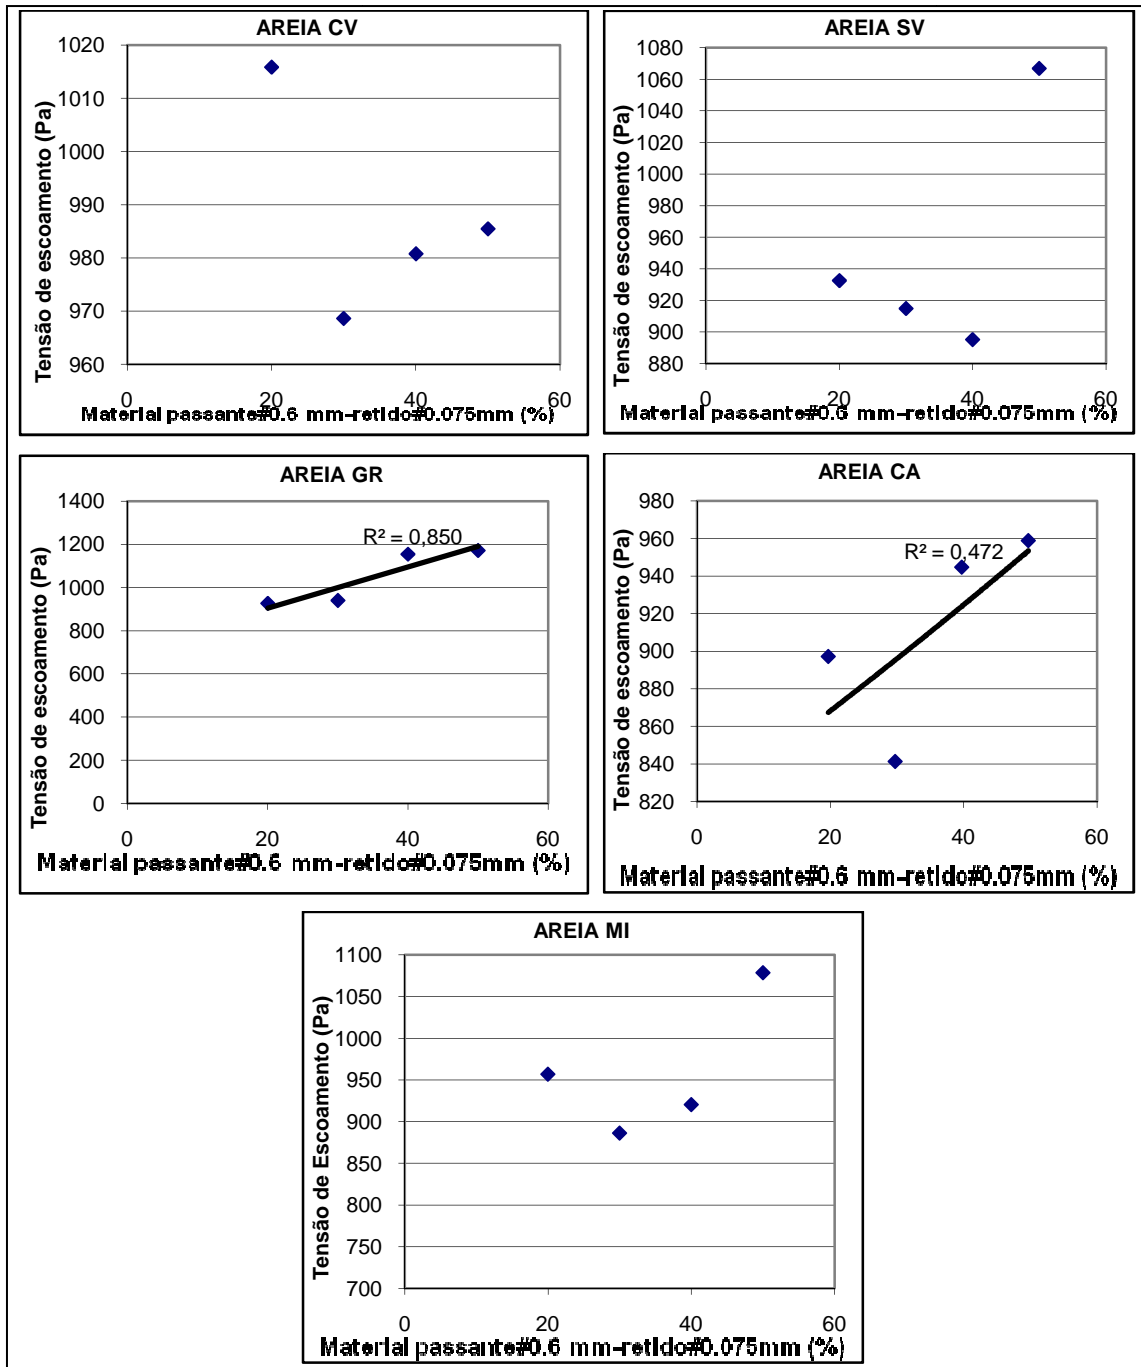 AREIA CV
1020
1010
1000
990
980
970
960
0 20 40 60
Tensão de escoamento (Pa)
Material passante#0.6 mm-retido#0.075mm (%)
AREIA SV
1080
1060
1040
1020
1000
980
960
940
920
900
880
0 20 40 60
Tensão de escoamento (Pa)
Material passante#0.6 mm-retido#0.075mm (%)
AREIA GR
1400
1200
1000
800
600
400
200
0
0 20 40 60
R² = 0,850
Tensão de escoamento (Pa)
Material passante#0.6 mm-retido#0.075mm (%)
AREIA CA
980
960
940
920
900
880
860
840
820
0 20 40 60
R² = 0,472
Tensão de escoamento (Pa)
Material passante#0.6 mm-retido#0.075mm (%)
AREIA MI
1100
1050
1000
950
900
850
800
750
700
0 20 40 60
Tensão de Escoamento (Pa)
Material passante#0.6 mm-retido#0.075mm (%)